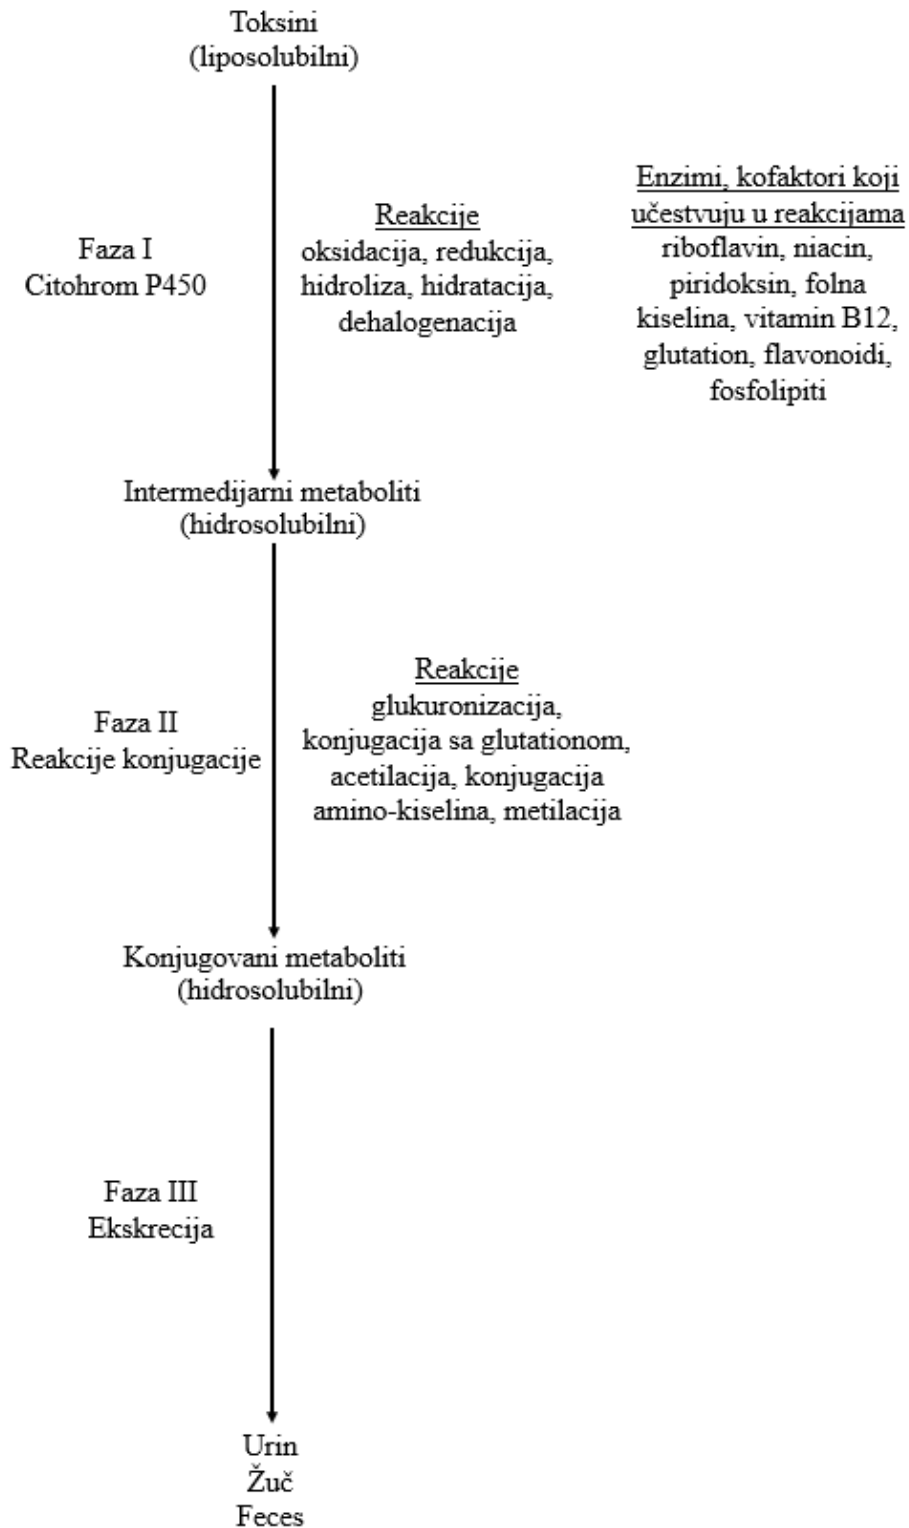 Toksini
(liposolubilni)
Faza I
Citohrom P450
Reakcije
oksidacija, redukcija,
hidroliza, hidratacija,
dehalogenacija
Enzimi, kofaktori koji
učestvuju u reakcijama
riboflavin, niacin,
piridoksin, folna
kiselina, vitamin B12,
glutation, flavonoidi,
fosfolipiti
Intermedijarni metaboliti
(hidrosolubilni)
Faza II
Reakcije konjugacije
Reakcije
glukuronizacija,
konjugacija sa glutationom,
acetilacija, konjugacija
amino-kiselina, metilacija
Konjugovani metaboliti
(hidrosolubilni)
Faza III
Ekskrecija
Urin
Žuč
Feces